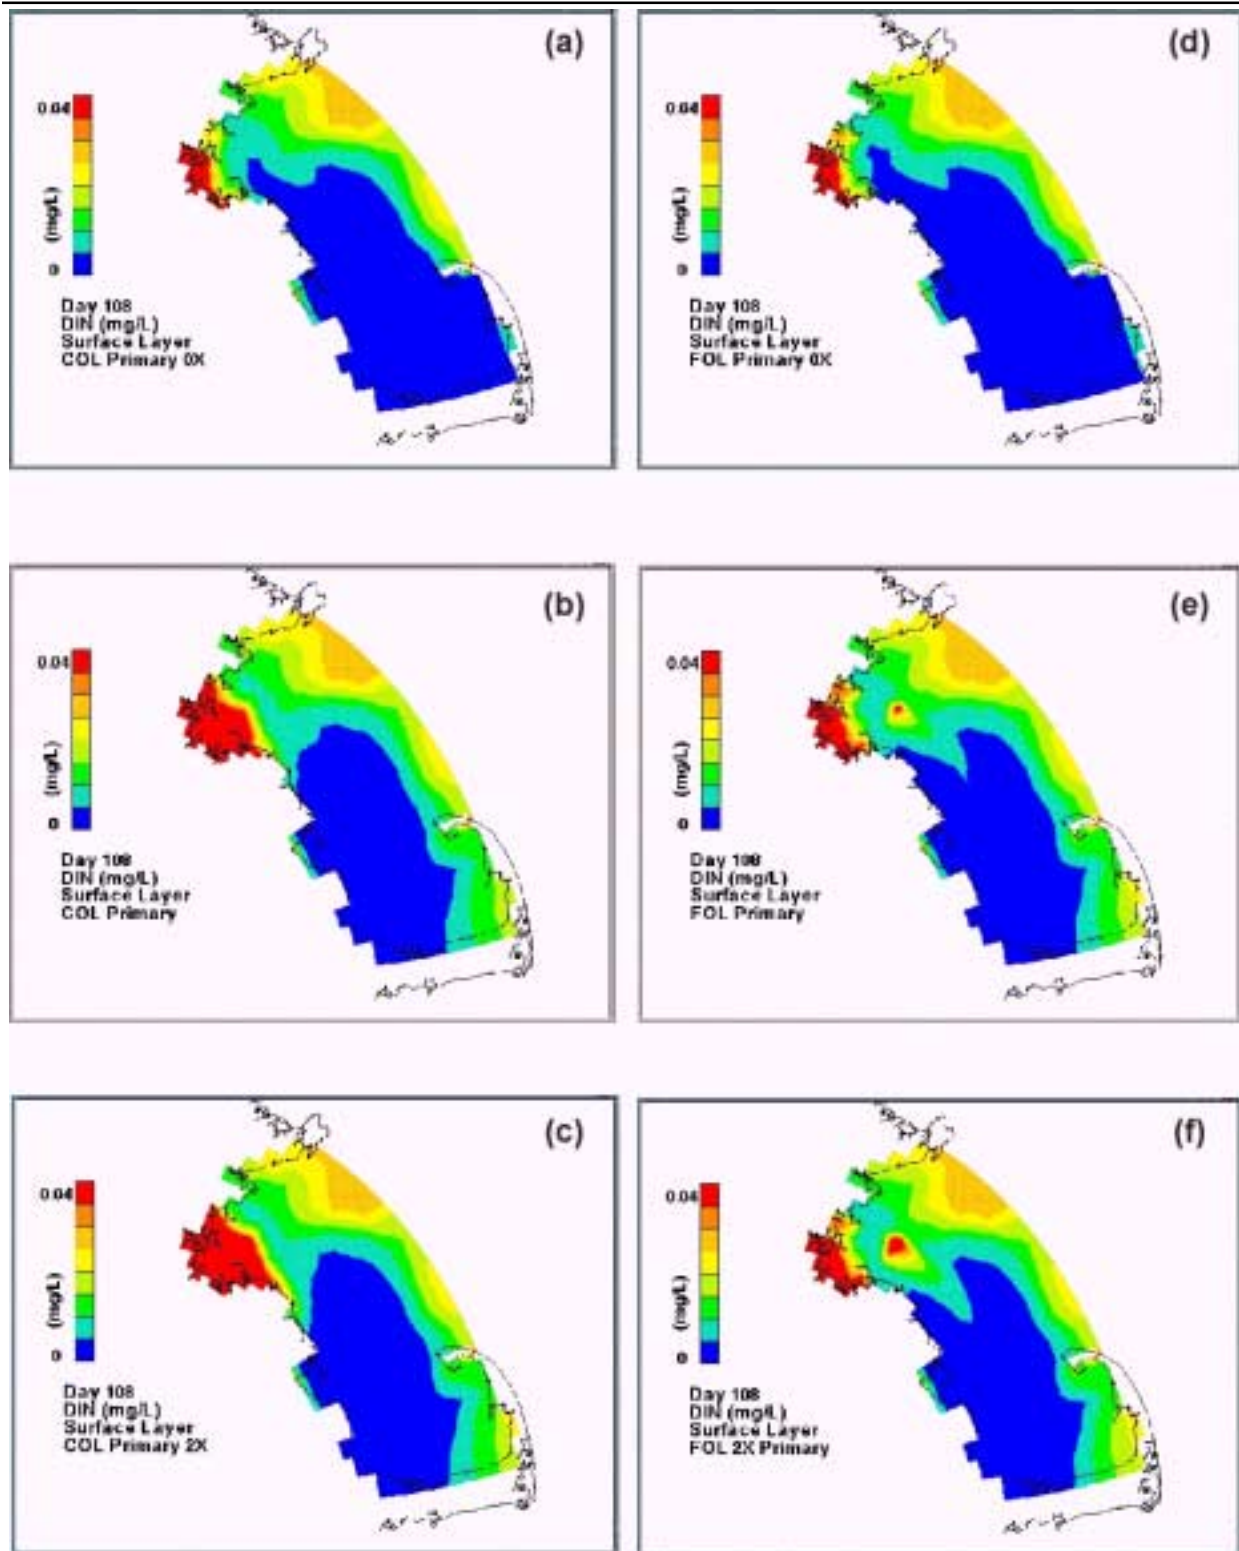 (a)
0.04
(mg/L)
0
Day 108
DIN (mg/L)
Surface Layer
COL Primary 0X
(d)
0.04
(mg/L)
0
Day 108
DIN (mg/L)
Surface Layer
FOL Primary 0X
(b)
0.04
(mg/L)
0
Day 108
DIN (mg/L)
Surface Layer
COL Primary
(e)
0.04
(mg/L)
0
Day 108
DIN (mg/L)
Surface Layer
FOL Primary
(c)
0.04
(mg/L)
0
Day 108
DIN (mg/L)
Surface Layer
COL Primary 2X
(f)
0.04
(mg/L)
0
Day 108
DIN (mg/L)
Surface Layer
FOL 2X Primary